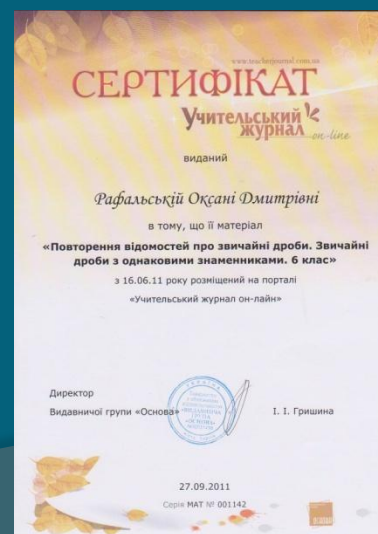 www.teacherjournal.com.ua
СЕРТИФІКАТ
Учительський
журнал on-line
виданий
Рафальській Оксані Дмитрівні
в тому, що її матеріал
«Повторення відомостей про звичайні дроби. Звичайні
дроби з однаковими знаменниками. 6 клас»
з 16.06.11 року розміщений на порталі
«Учительський журнал он-лайн»
Директор
Видавничої групи «Основа»
І. І. Гришина
27.09.2011
Серія МАТ № 001142